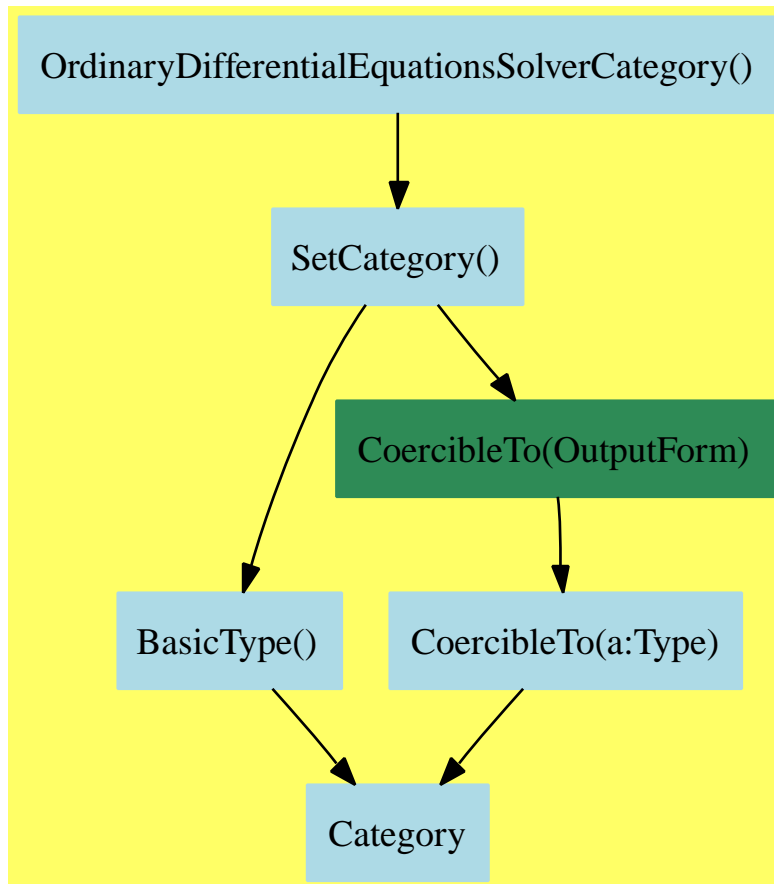 OrdinaryDifferentialEquationsSolverCategory()
SetCategory()
CoercibleTo(OutputForm)
BasicType()
CoercibleTo(a:Type)
Category